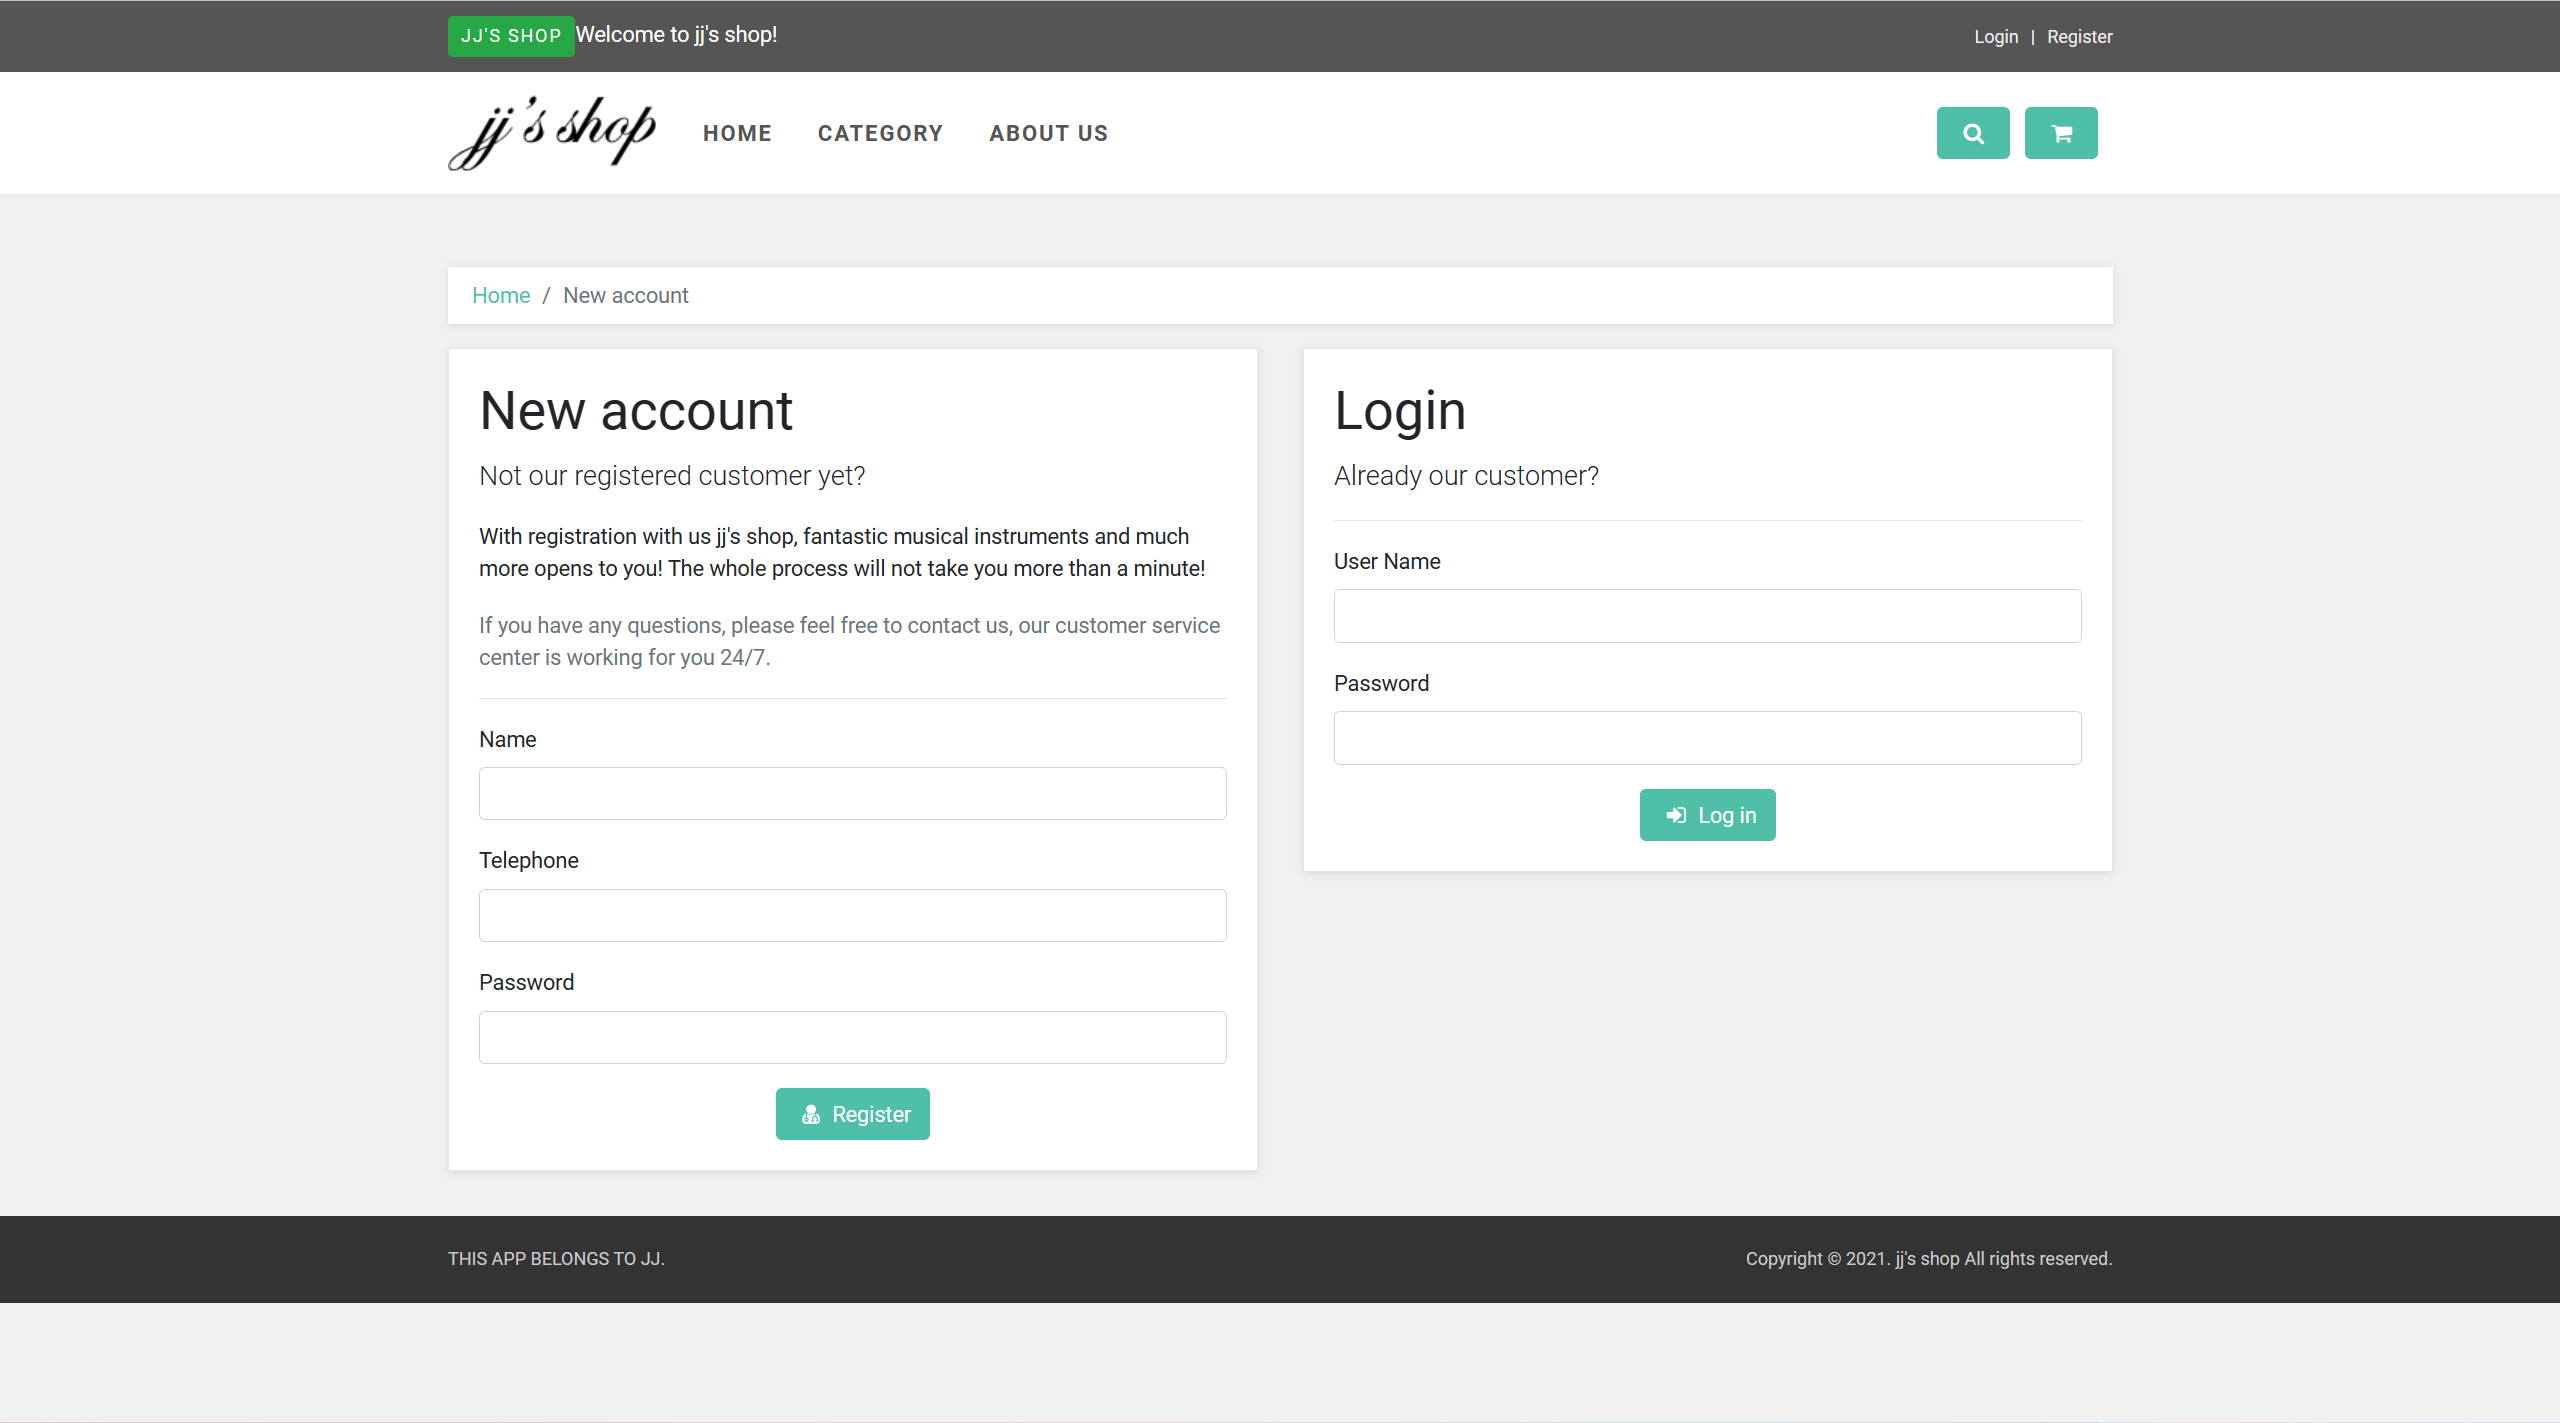 JJ'S SHOP Welcome to jj's shop!
Login | Register
jj's shop
HOME CATEGORY ABOUT US
Home / New account
New account
Not our registered customer yet?
With registration with us jj's shop, fantastic musical instruments and much
more opens to you! The whole process will not take you more than a minute!
If you have any questions, please feel free to contact us, our customer service
center is working for you 24/7.
Name
Telephone
Password
Register
Login
Already our customer?
User Name
Password
Log in
THIS APP BELONGS TO JJ.
Copyright © 2021. jj's shop All rights reserved.